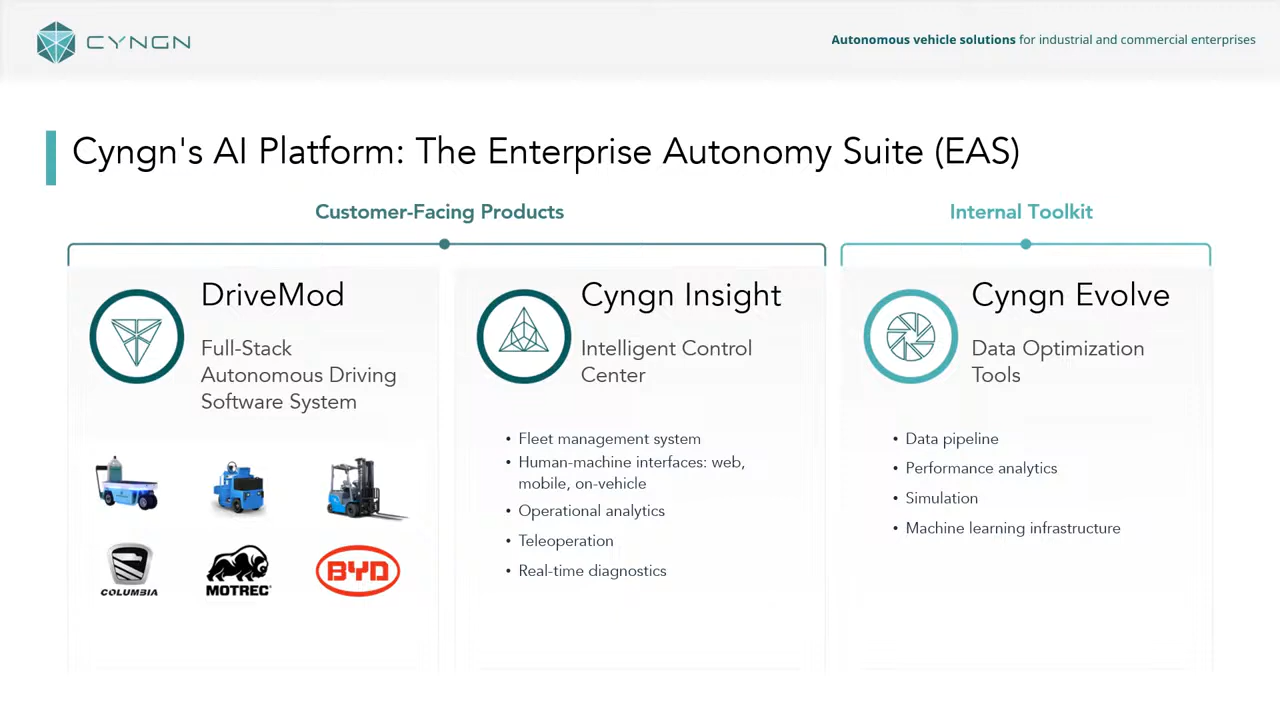 CYNGN
Autonomous vehicle solutions for industrial and commercial enterprises
Cyngn's AI Platform: The Enterprise Autonomy Suite (EAS)
Customer-Facing Products
Internal Toolkit
DriveMod
Full-Stack
Autonomous Driving
Software System
COLUMBIA
MOTREC
BYD
Cyngn Insight
Intelligent Control
Center
• Fleet management system
• Human-machine interfaces: web,
mobile, on-vehicle
• Operational analytics
• Teleoperation
• Real-time diagnostics
Cyngn Evolve
Data Optimization
Tools
• Data pipeline
• Performance analytics
• Simulation
• Machine learning infrastructure